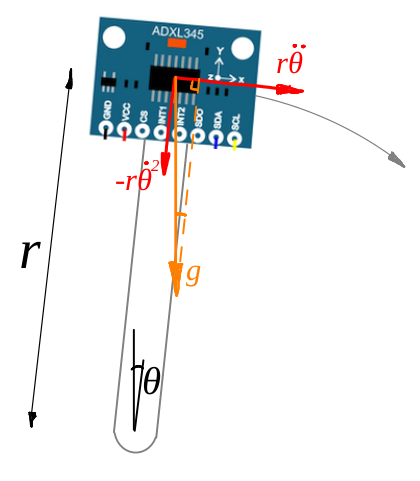 ADXL345
Y
Z X
GND VCC CS INT1 INT2 SDO SDA SCL
rθ̈
-rθ̇²
r
g
θ